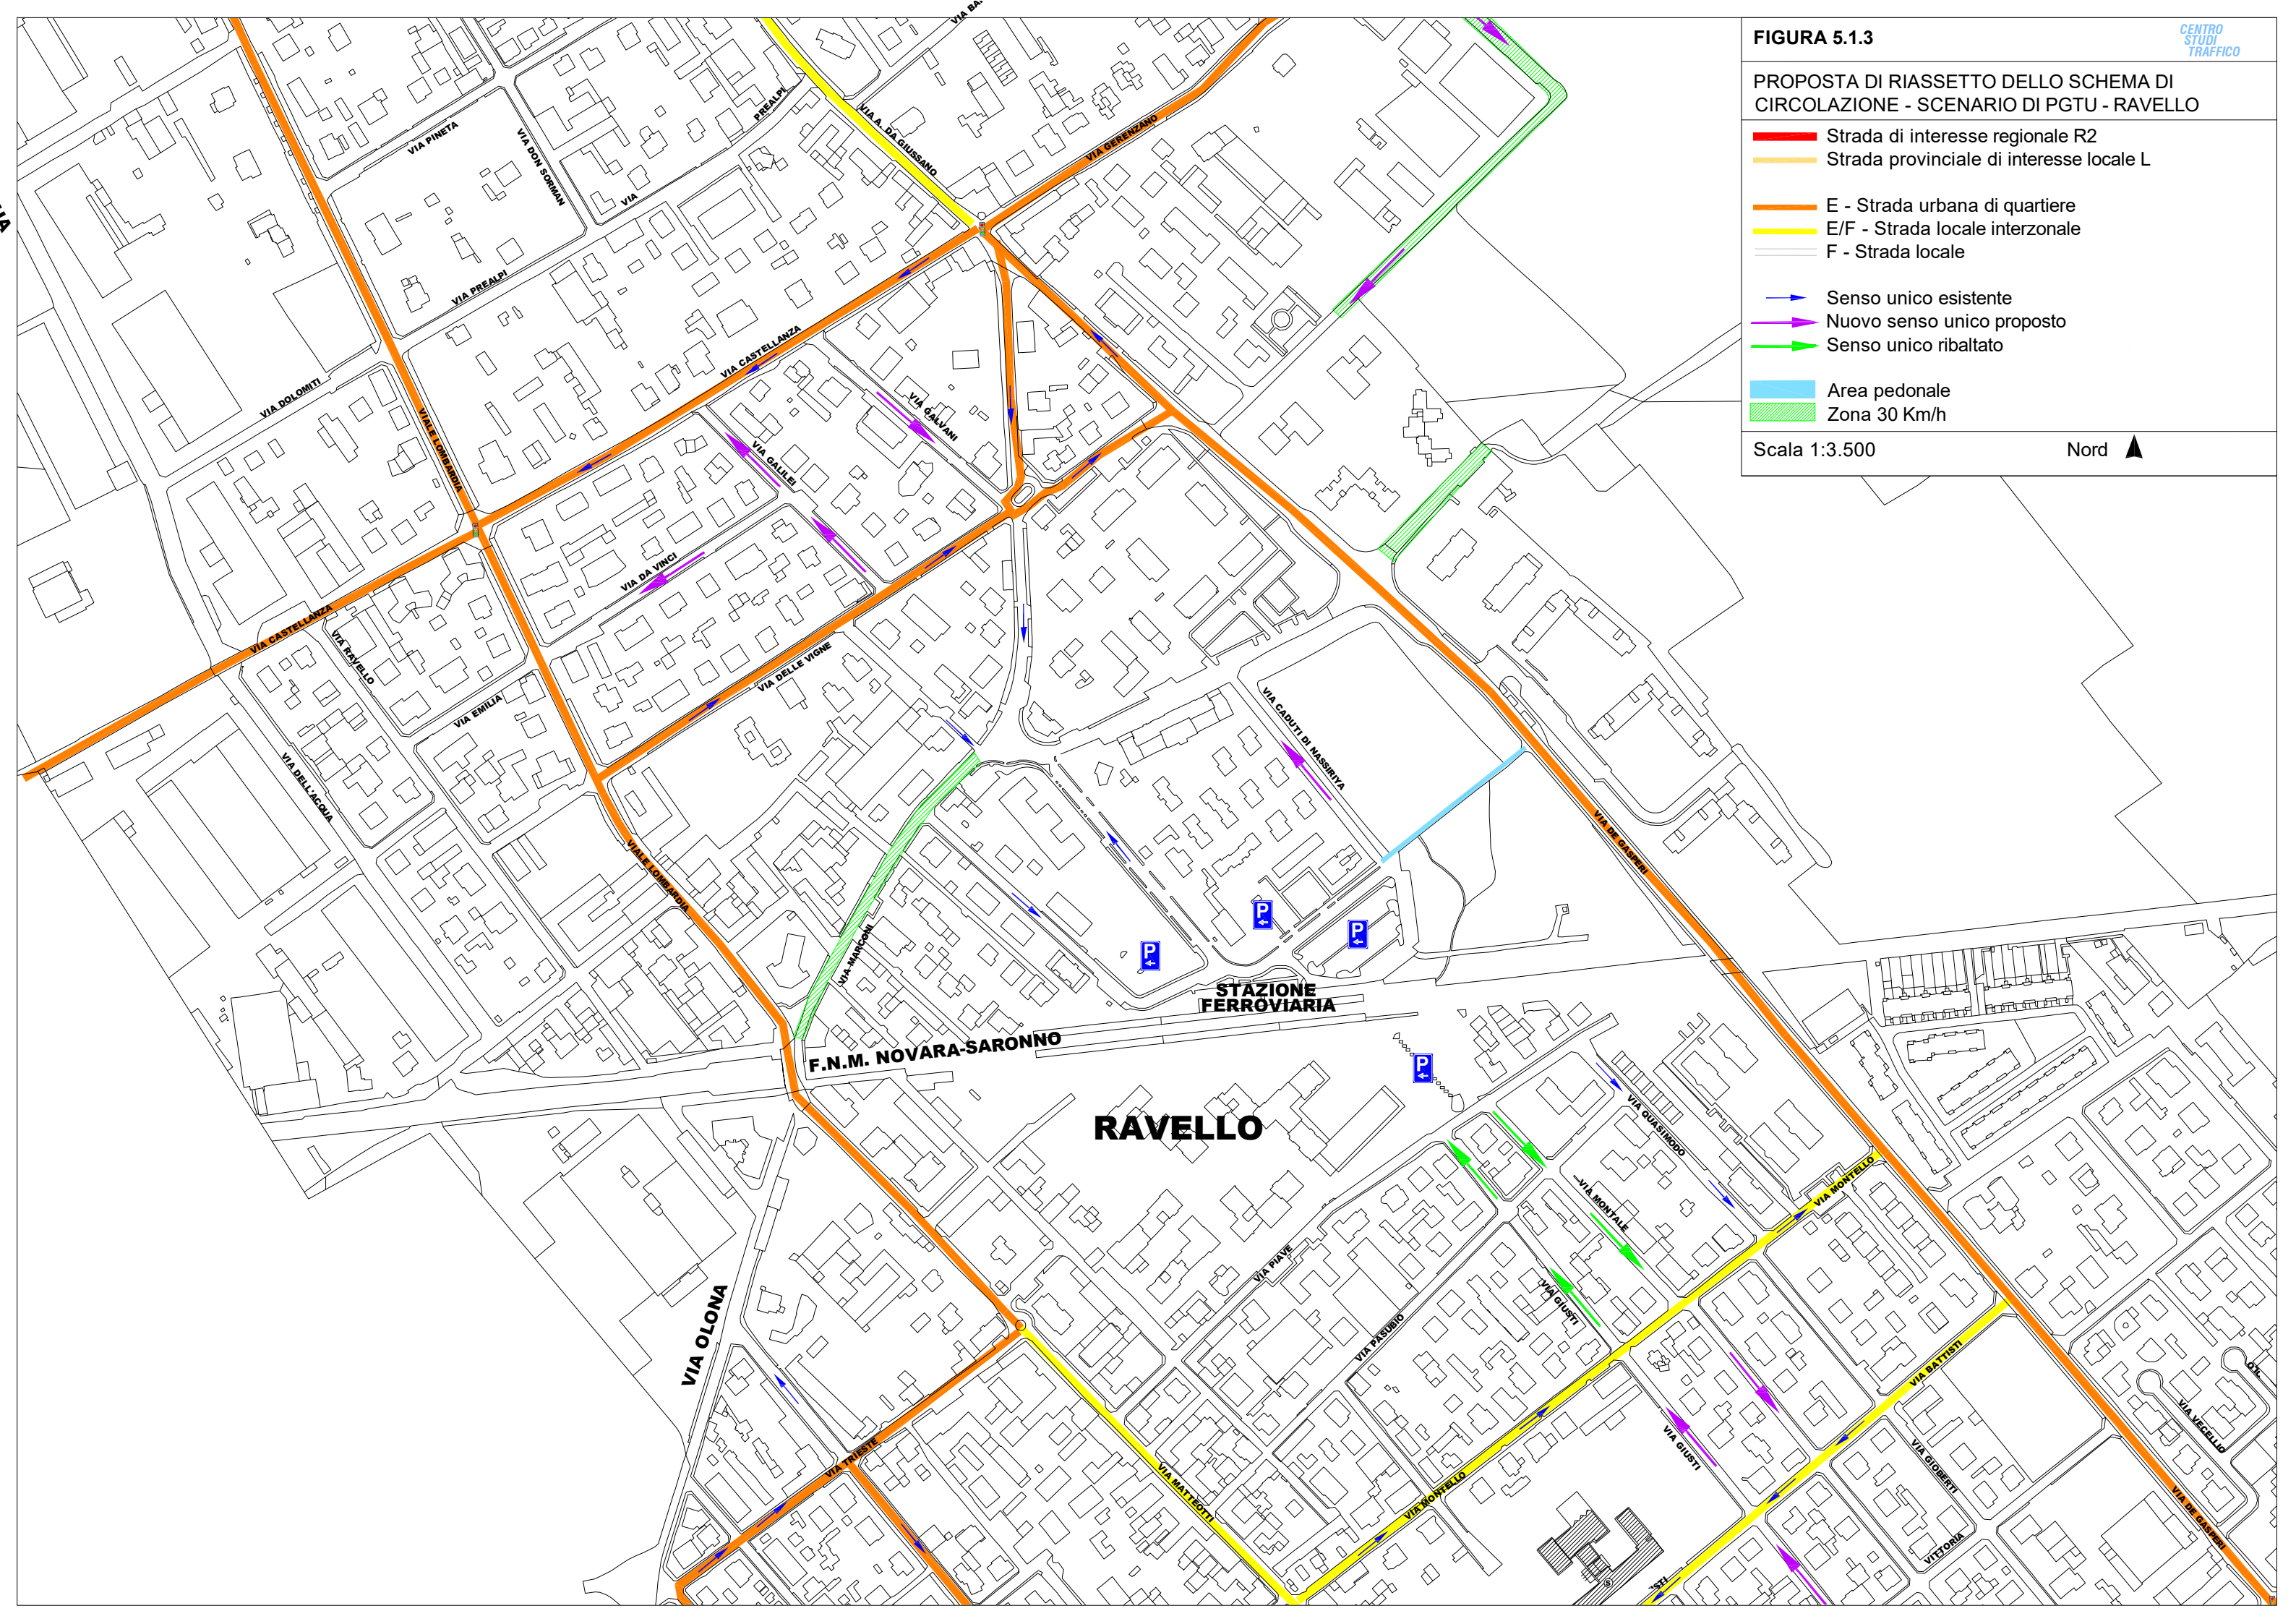 FIGURA 5.1.3
CENTRO
STUDI
TRAFFICO
PROPOSTA DI RIASSETTO DELLO SCHEMA DI
CIRCOLAZIONE - SCENARIO DI PGTU - RAVELLO
Strada di interesse regionale R2
Strada provinciale di interesse locale L
E - Strada urbana di quartiere
E/F - Strada locale interzonale
F - Strada locale
Senso unico esistente
Nuovo senso unico proposto
Senso unico ribaltato
Area pedonale
Zona 30 Km/h
Scala 1:3.500
Nord
VIA PINETA
VIA DON SORMANI
PREALPI
VIA
VIA A. DA GIUSSANO
VIA GERENZANO
VIA PREALPI
VIA CASTELLANZA
VIA DOLOMITI
VIALE LOMBARDIA
VIA GALVANI
VIA GALILEI
VIA DA VINCI
VIA CASTELLANZA
VIA RAVELLO
VIA EMILIA
VIA DELLE VIGNE
VIA DELL'ACQUA
VIA CADUTI DI NASSIRIYA
VIALE LOMBARDIA
VIA DE GASPERI
VIA MARCONI
P
P
P
STAZIONE
FERROVIARIA
F.N.M. NOVARA-SARONNO
P
RAVELLO
VIA QUASIMODO
VIA MONTALE
VIA MONTELLO
VIA PIAVE
VIA GIUSTI
VIA OLONA
VIA PASUBIO
VIA BATTISTI
VIA VECELLIO
VIA GIUSTI
VIA GIOBERTI
VIA TRIESTE
VIA MATTEOTTI
VIA MONTELLO
VIA DE GASPERI
VITTORIA